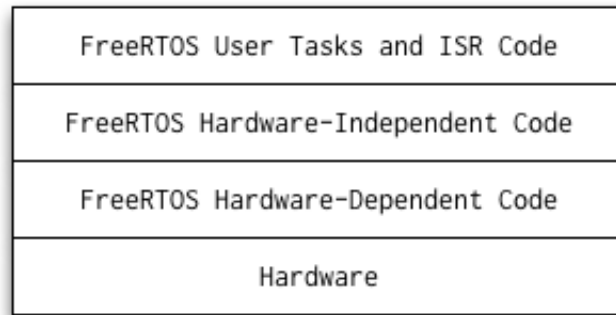 FreeRTOS User Tasks and ISR Code
FreeRTOS Hardware-Independent Code
FreeRTOS Hardware-Dependent Code
Hardware